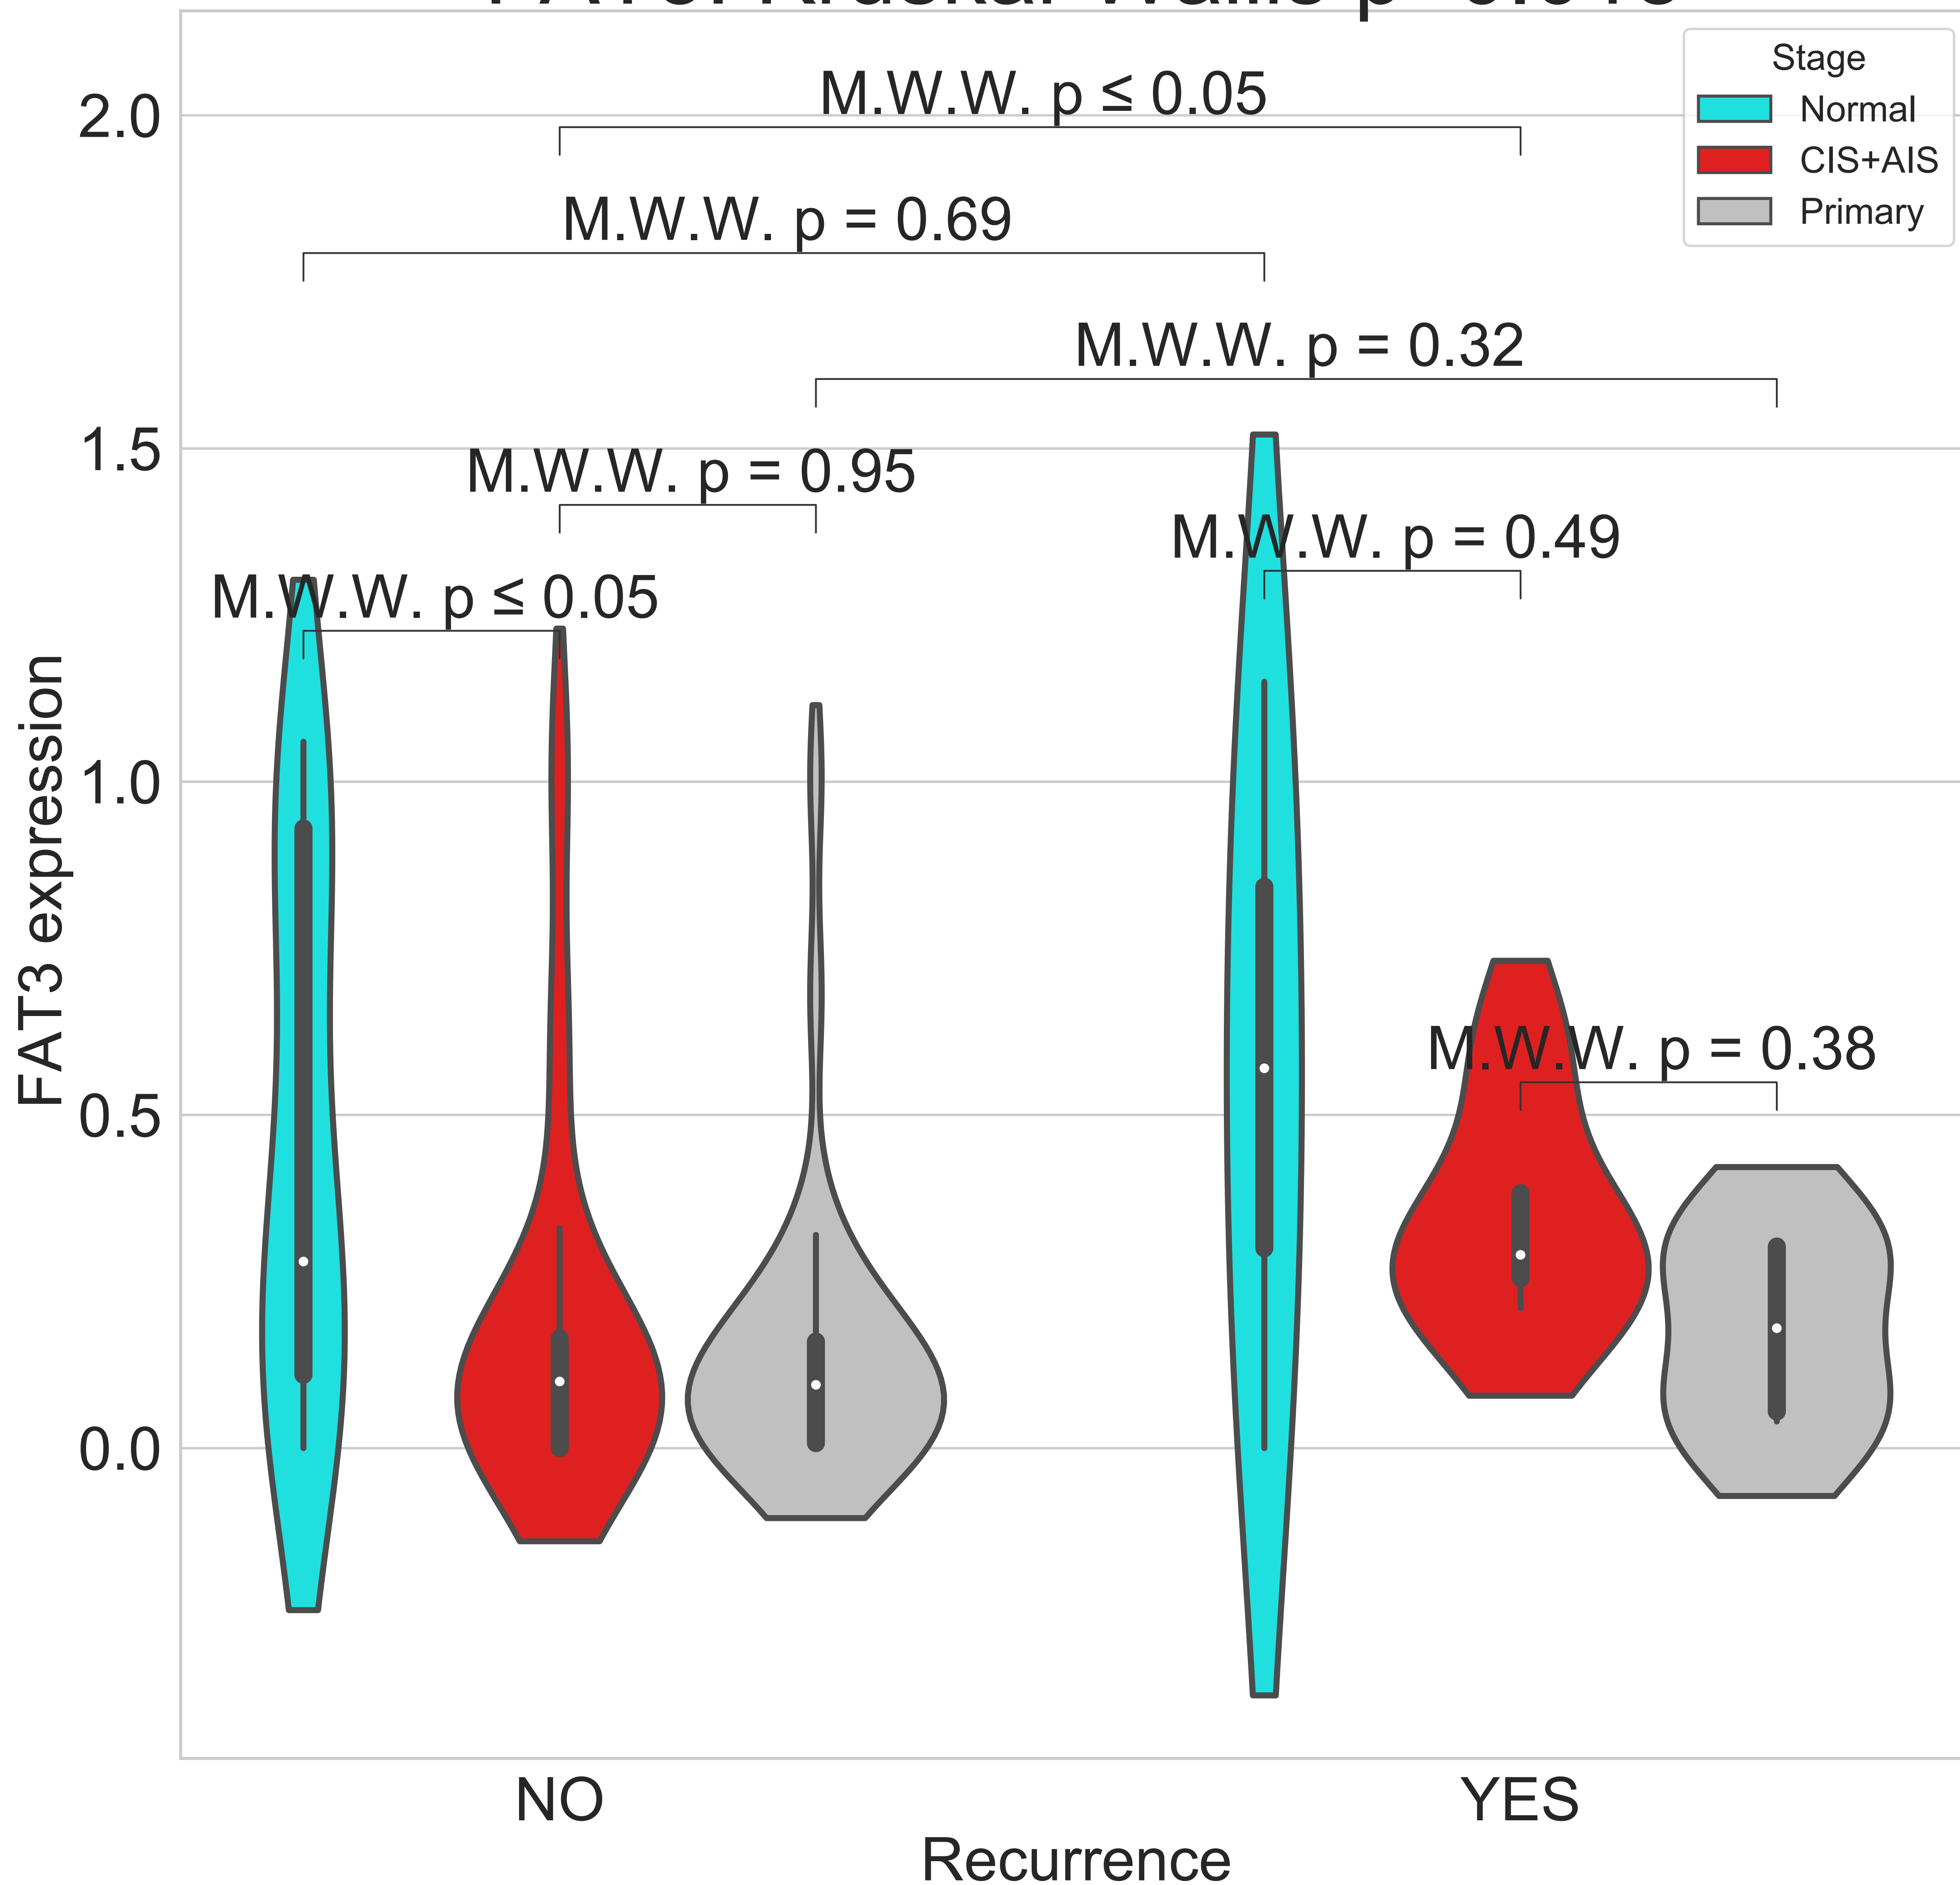 Stage
Normal
CIS+AIS
Primary
M.W.W. p ≤ 0.05
M.W.W. p = 0.69
M.W.W. p = 0.32
M.W.W. p = 0.95
M.W.W. p = 0.49
M.W.W. p ≤ 0.05
M.W.W. p = 0.38
2.0
1.5
1.0
0.5
0.0
FAT3 expression
NO
YES
Recurrence